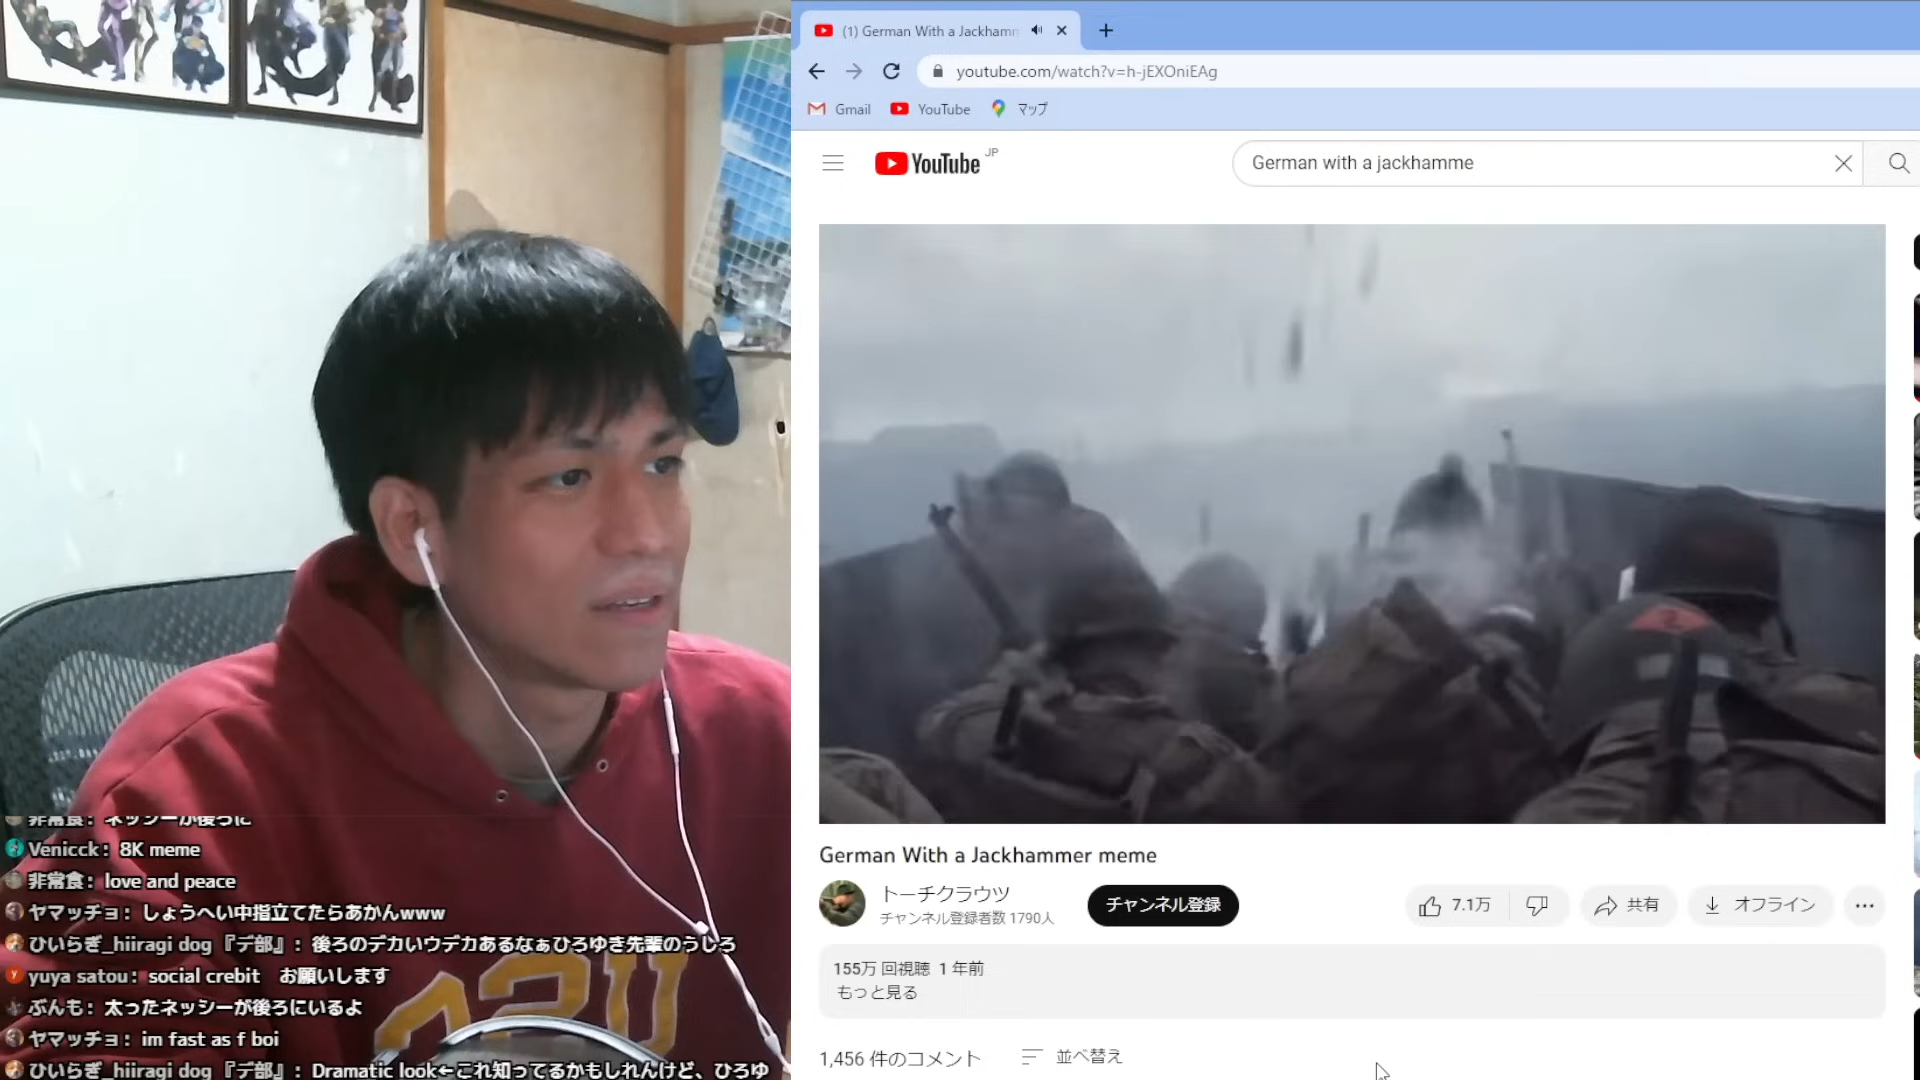 (1) German With a Jackhamm
youtube.com/watch?v=h-jEXOniEAg
Gmail
YouTube
マップ
YouTube JP
German with a jackhamme
German With a Jackhammer meme
トーチクラウツ
チャンネル登録者数 1790人
チャンネル登録
7.1万
共有
オフライン
155万 回視聴 1 年前
もっと見る
1,456 件のコメント
並べ替え
非常食: ネッシーが後ろに
Venicck: 8K meme
非常食: love and peace
ヤマッチョ: しょうへい中指立てたらあかんwww
ひいらぎ_hiiragi dog 『デ部』: 後ろのデカいウデカあるなぁひろゆき先輩のうしろ
yuya satou: social crebit お願いします
ぶんも: 太ったネッシーが後ろにいるよ
ヤマッチョ: im fast as f boi
ひいらぎ_hiiragi dog 『デ部』: Dramatic look←これ知ってるかもしれんけど、ひろゆ